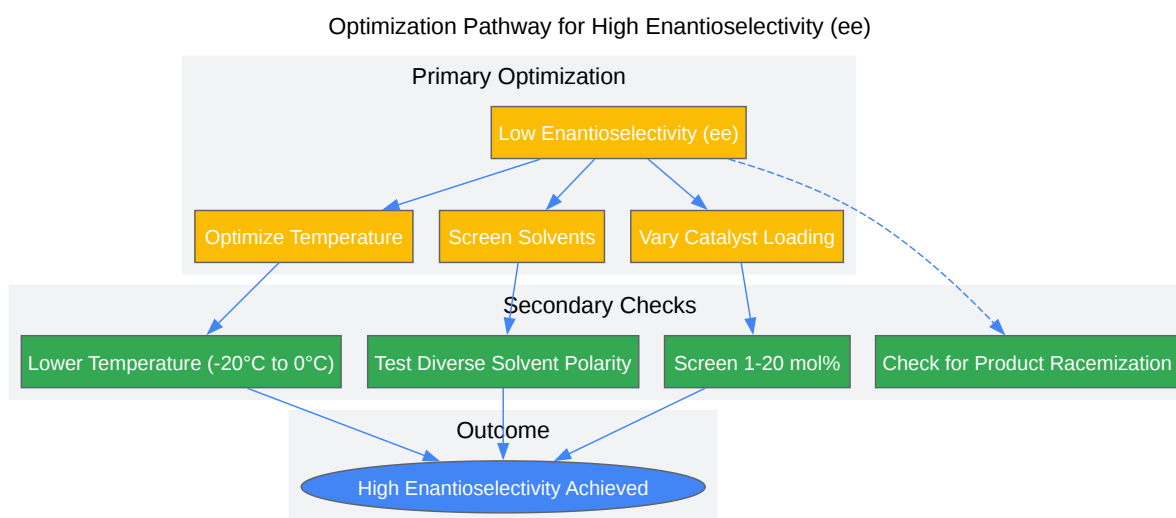 Optimization Pathway for High Enantioselectivity (ee)
Primary Optimization
Low Enantioselectivity (ee)
Optimize Temperature
Screen Solvents
Vary Catalyst Loading
Secondary Checks
Lower Temperature (-20°C to 0°C)
Test Diverse Solvent Polarity
Screen 1-20 mol%
Check for Product Racemization
Outcome
High Enantioselectivity Achieved